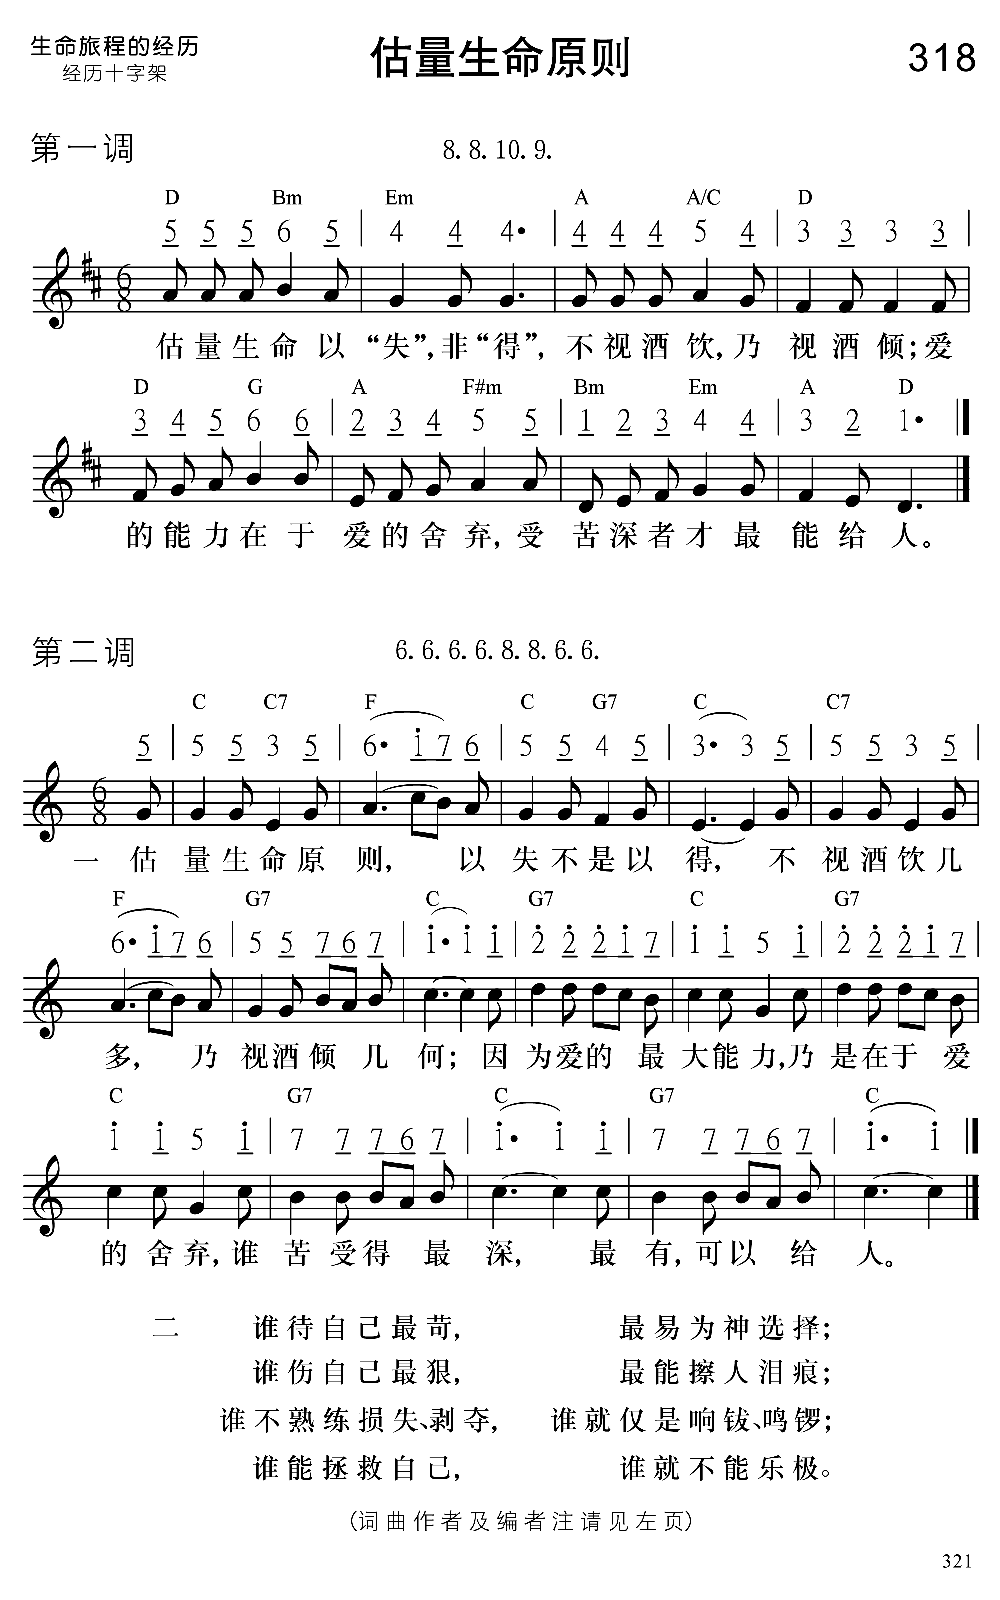 生命旅程的经历
经历十字架
估量生命原则
318
第一调
8.8.10.9.
D Bm Em A A/C D
5 5 5 6 5 | 4 4 4· | 4 4 4 5 4 | 3 3 3 3 |
估量生命以“失”,非“得”,不视酒饮,乃视酒倾;爱
D G A F#m Bm Em A D
3 4 5 6 6 | 2 3 4 5 5 | 1 2 3 4 4 | 3 2 1·
的能力在于爱的舍弃,受苦深者才最能给人。
第二调
6.6.6.6.8.8.6.6.
C C7 F C G7 C C7
5 | 5 5 3 5 | 6· i 7 6 | 5 5 4 5 | 3· 3 5 | 5 5 3 5 |
一 估量生命原则,以失不是以得,不视酒饮几
F G7 C G7 C G7
6· i 7 6 | 5 5 7 6 7 | i· i i | 2 2 2 i 7 | i i 5 i | 2 2 2 i 7 |
多,乃视酒倾几何;因为爱的最大能力,乃是在于爱
C G7 C G7 C
i i 5 i | 7 7 7 6 7 | i· i i | 7 7 7 6 7 | i· i
的舍弃,谁苦受得最深,最有,可以给人。
二 谁待自己最苛, 最易为神选择;
谁伤自己最狠, 最能擦人泪痕;
谁不熟练损失、剥夺, 谁就仅是响钹、鸣锣;
谁能拯救自己, 谁就不能乐极。
(词曲作者及编者注请见左页)
321